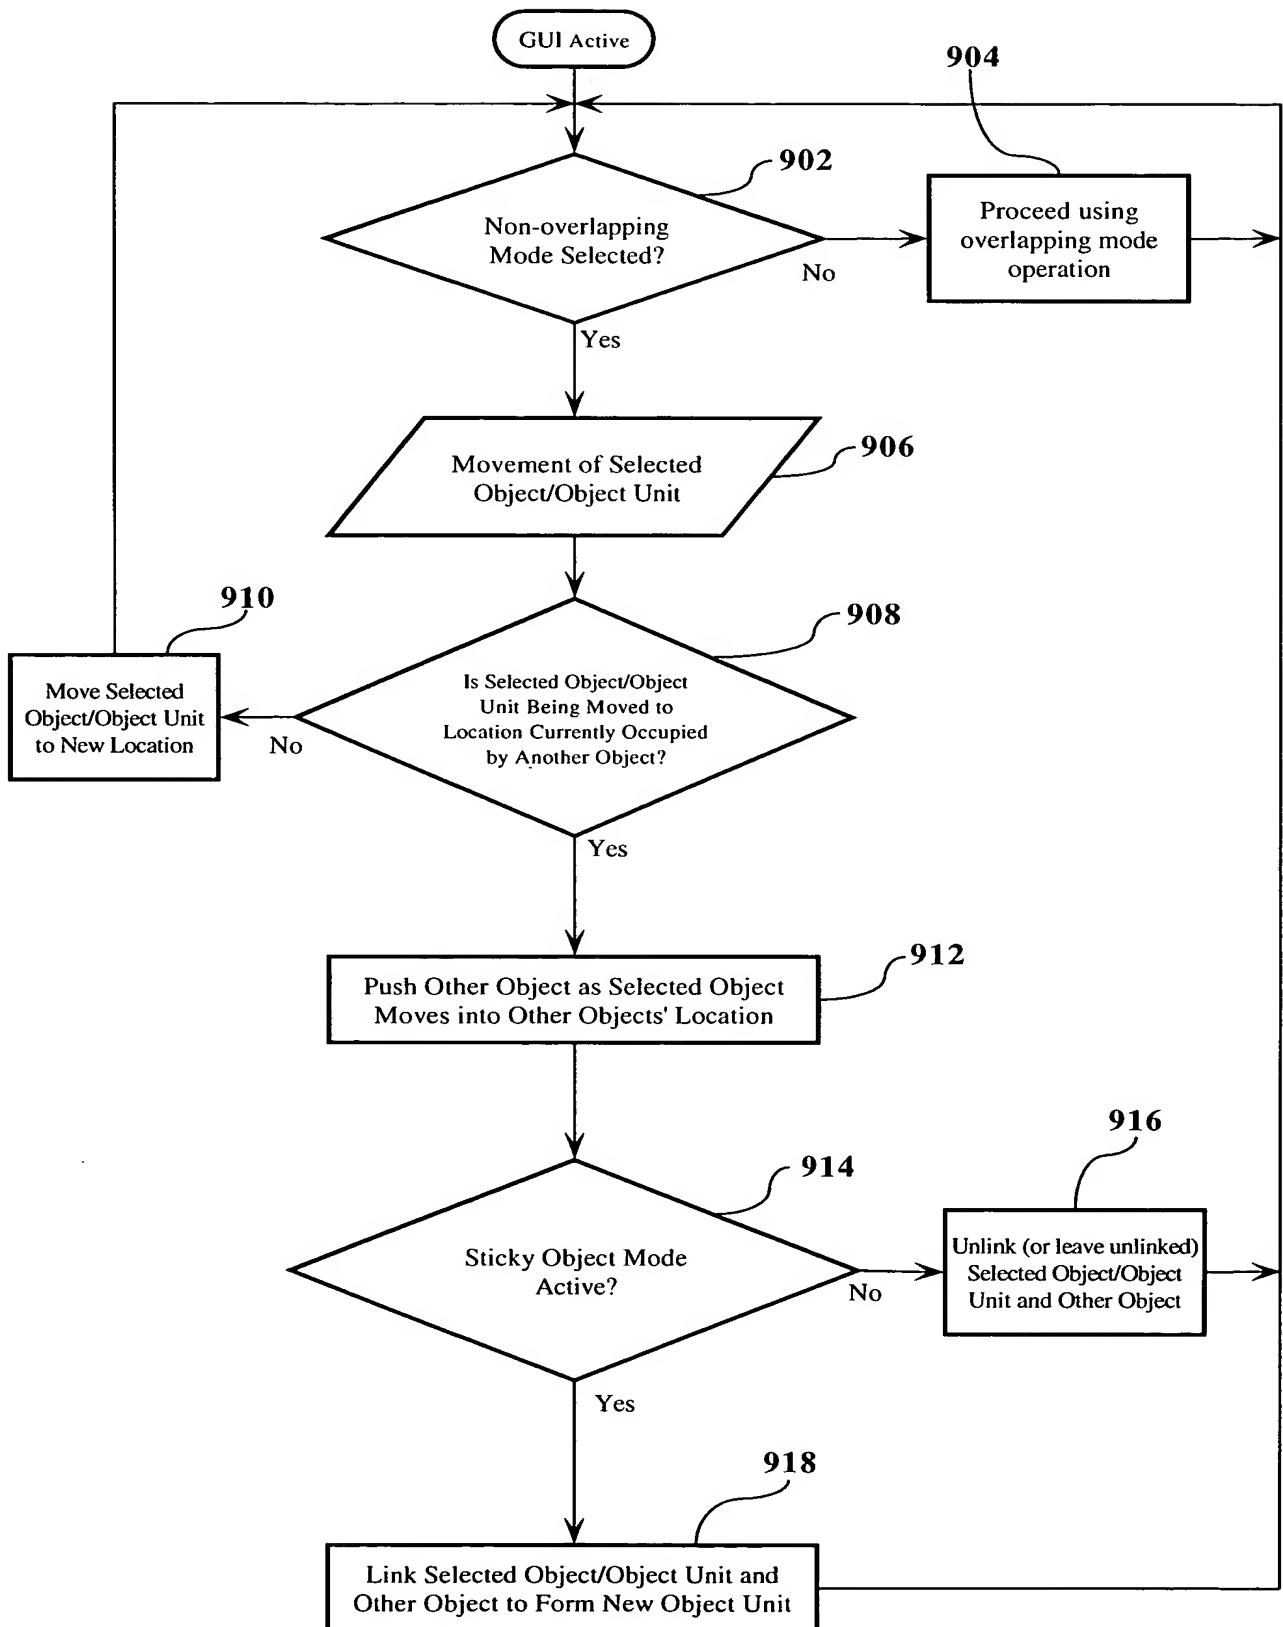 GUI Active
904
902
Non-overlapping
Mode Selected?
No
Proceed using
overlapping mode
operation
Yes
906
Movement of Selected
Object/Object Unit
910
908
Move Selected
Object/Object Unit
to New Location
No
Is Selected Object/Object
Unit Being Moved to
Location Currently Occupied
by Another Object?
Yes
912
Push Other Object as Selected Object
Moves into Other Objects' Location
916
914
Sticky Object Mode
Active?
No
Unlink (or leave unlinked)
Selected Object/Object
Unit and Other Object
Yes
918
Link Selected Object/Object Unit and
Other Object to Form New Object Unit